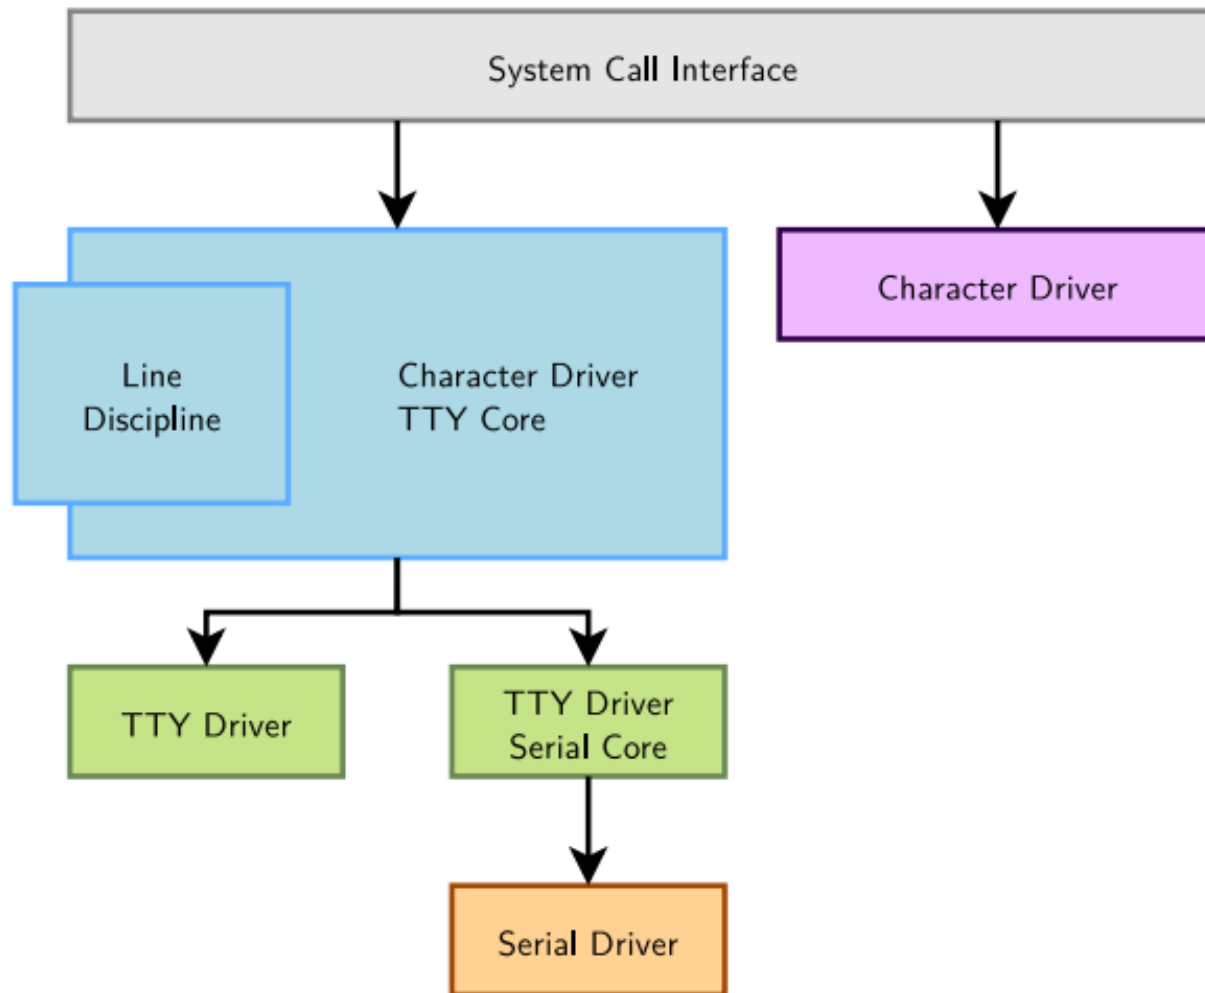 System Call Interface
Character Driver
Line
Discipline
Character Driver
TTY Core
TTY Driver
TTY Driver
Serial Core
Serial Driver